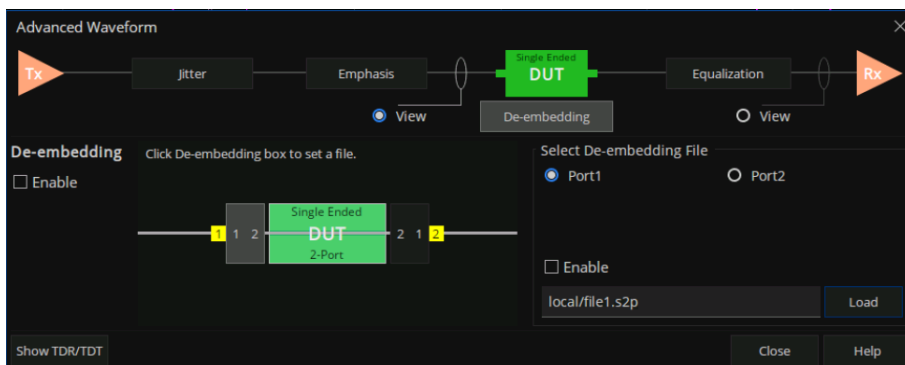 Advanced Waveform
Tx
Jitter
Emphasis
Single Ended
DUT
Equalization
Rx
View
De-embedding
View
De-embedding
Enable
Click De-embedding box to set a file.
1 1 2
Single Ended
DUT
2-Port
2 1 2
Select De-embedding File
Port1
Port2
Enable
local/file1.s2p
Load
Show TDR/TDT
Close
Help